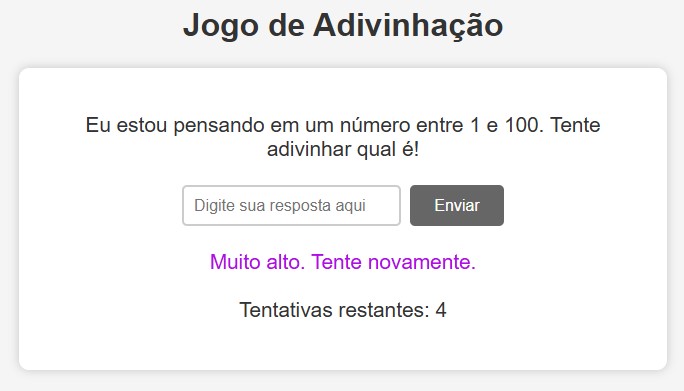 Jogo de Adivinhação
Eu estou pensando em um número entre 1 e 100. Tente
adivinhar qual é!
Digite sua resposta aqui
Enviar
Muito alto. Tente novamente.
Tentativas restantes: 4